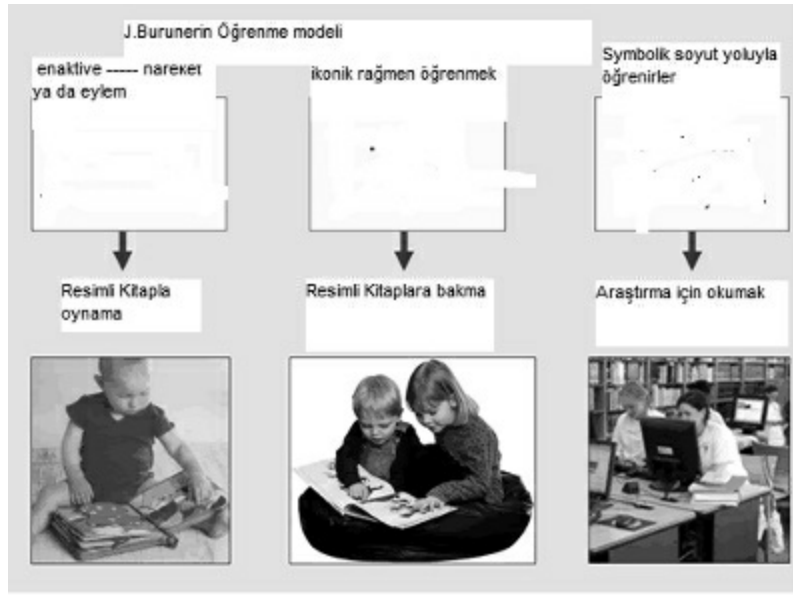 J.Burunerin Öğrenme modeli
enaktive ----- hareket
ya da eylem
ikonik rağmen öğrenmek
Symbolik soyut yoluyla
öğrenirler
Resimli Kitapla
oynama
Resimli Kitaplara bakma
Araştırma için okumak